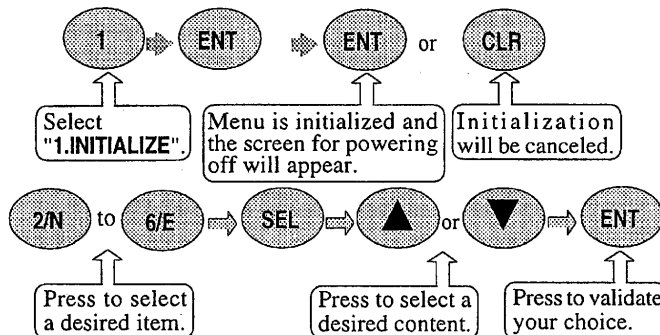 1 ENT ENT or CLR
Select
"1.INITIALIZE".
Menu is initialized and
the screen for powering
off will appear.
Initialization
will be canceled.
2/N to 6/E SEL ▲ or ▼ ENT
Press to select
a desired item.
Press to select a
desired content.
Press to validate
your choice.